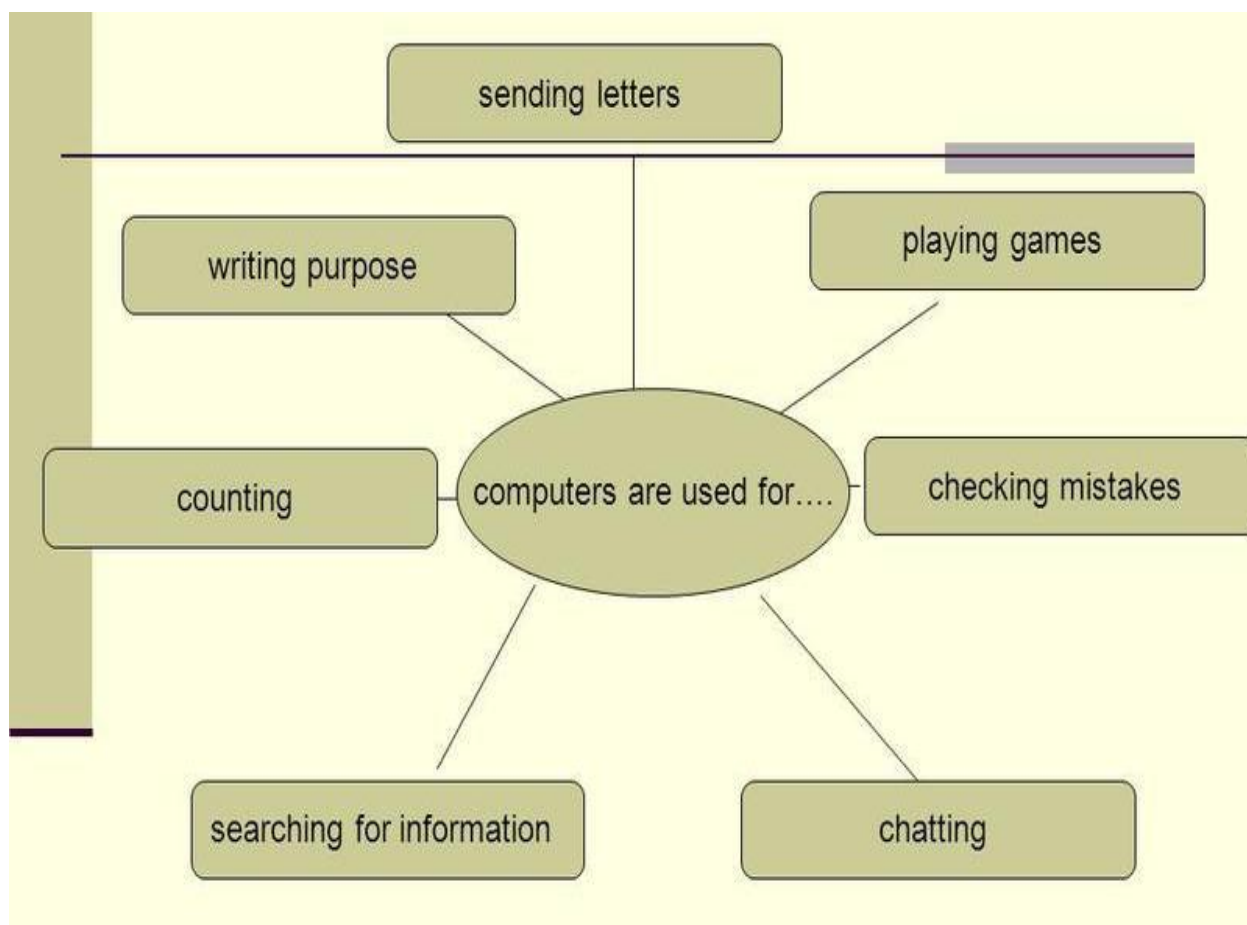 sending letters
writing purpose
playing games
counting
computers are used for....
checking mistakes
searching for information
chatting